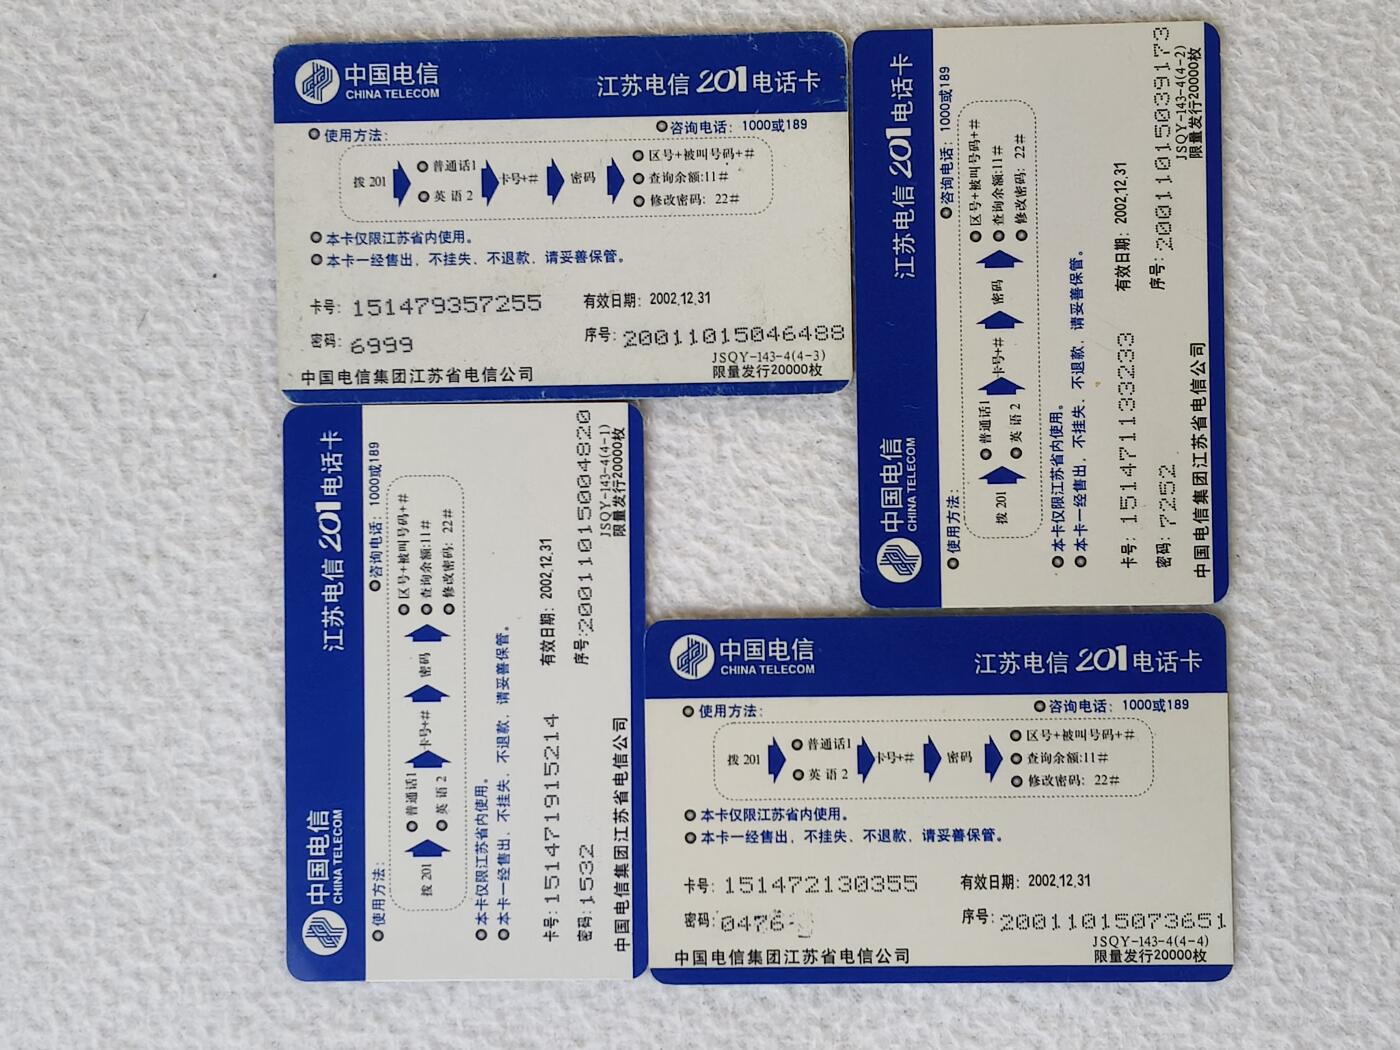 中国电信
CHINA TELECOM
江苏电信 201 电话卡
使用方法:
咨询电话: 1000或189
拨 201
普通话1
英 语 2
卡号+#
密码
区号+被叫号码+#
查询余额:11#
修改密码: 22#
本卡仅限江苏省内使用。
本卡一经售出、不挂失、不退款、请妥善保管。
卡号: 151479357255
有效日期: 2002.12.31
密码: 6999
序号: 20011015046488
JSQY-143-4(4-3)
中国电信集团江苏省电信公司
限量发行20000枚
中国电信
CHINA TELECOM
江苏电信 201 电话卡
使用方法:
咨询电话: 1000或189
拨 201
普通话1
英 语 2
卡号+#
密码
区号+被叫号码+#
查询余额:11#
修改密码: 22#
本卡仅限江苏省内使用。
本卡一经售出、不挂失、不退款、请妥善保管。
卡号: 151471133233
有效日期: 2002.12.31
密码: 7252
序号: 20011015039173
JSQY-143-4(4-2)
中国电信集团江苏省电信公司
限量发行20000枚
中国电信
CHINA TELECOM
江苏电信 201 电话卡
使用方法:
咨询电话: 1000或189
拨 201
普通话1
英 语 2
卡号+#
密码
区号+被叫号码+#
查询余额:11#
修改密码: 22#
本卡仅限江苏省内使用。
本卡一经售出、不挂失、不退款、请妥善保管。
卡号: 151471915214
有效日期: 2002.12.31
密码: 1532
序号: 20011015004820
JSQY-143-4(4-1)
中国电信集团江苏省电信公司
限量发行20000枚
中国电信
CHINA TELECOM
江苏电信 201 电话卡
使用方法:
咨询电话: 1000或189
拨 201
普通话1
英 语 2
卡号+#
密码
区号+被叫号码+#
查询余额:11#
修改密码: 22#
本卡仅限江苏省内使用。
本卡一经售出、不挂失、不退款、请妥善保管。
卡号: 151472130355
有效日期: 2002.12.31
密码: 0476
序号: 20011015073651
JSQY-143-4(4-4)
中国电信集团江苏省电信公司
限量发行20000枚